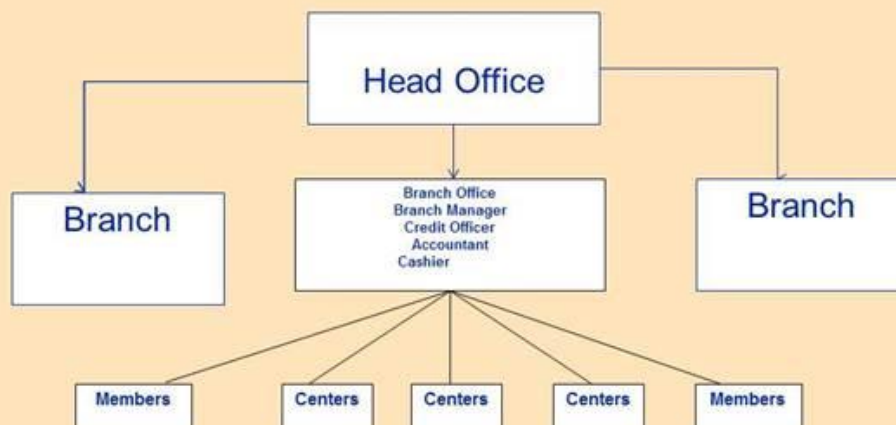 Head Office
Branch
Branch Office
Branch Manager
Credit Officer
Accountant
Cashier
Branch
Members
Centers
Centers
Centers
Members